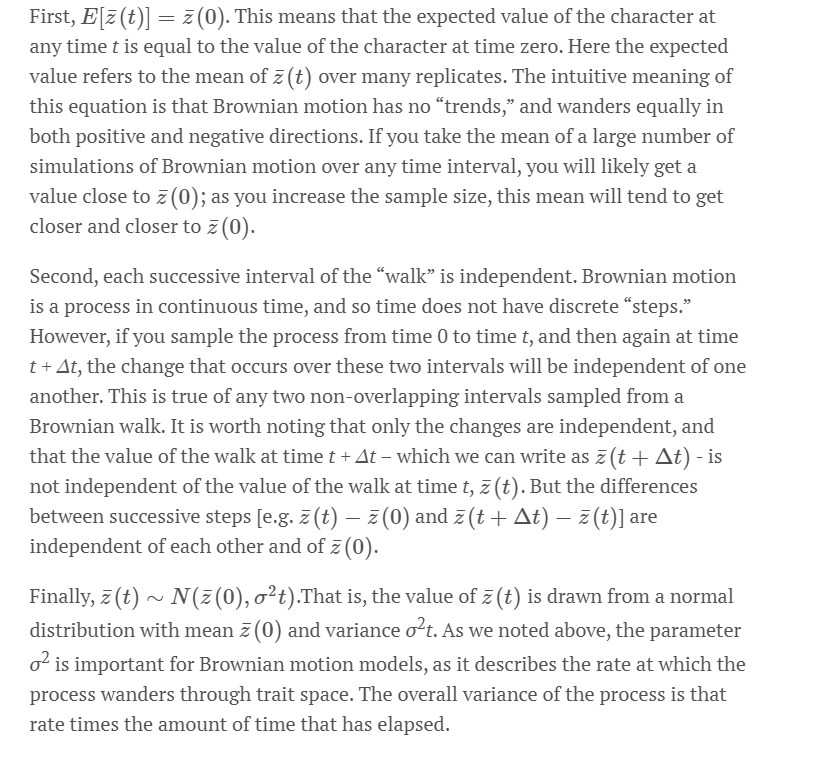 First, E[z̄(t)] = z̄(0). This means that the expected value of the character at
any time t is equal to the value of the character at time zero. Here the expected
value refers to the mean of z̄(t) over many replicates. The intuitive meaning of
this equation is that Brownian motion has no “trends,” and wanders equally in
both positive and negative directions. If you take the mean of a large number of
simulations of Brownian motion over any time interval, you will likely get a
value close to z̄(0); as you increase the sample size, this mean will tend to get
closer and closer to z̄(0).
Second, each successive interval of the “walk” is independent. Brownian motion
is a process in continuous time, and so time does not have discrete “steps.”
However, if you sample the process from time 0 to time t, and then again at time
t + Δt, the change that occurs over these two intervals will be independent of one
another. This is true of any two non-overlapping intervals sampled from a
Brownian walk. It is worth noting that only the changes are independent, and
that the value of the walk at time t + Δt – which we can write as z̄(t + Δt) - is
not independent of the value of the walk at time t, z̄(t). But the differences
between successive steps [e.g. z̄(t) − z̄(0) and z̄(t + Δt) − z̄(t)] are
independent of each other and of z̄(0).
Finally, z̄(t) ∼ N(z̄(0), σ²t).That is, the value of z̄(t) is drawn from a normal
distribution with mean z̄(0) and variance σ²t. As we noted above, the parameter
σ² is important for Brownian motion models, as it describes the rate at which the
process wanders through trait space. The overall variance of the process is that
rate times the amount of time that has elapsed.